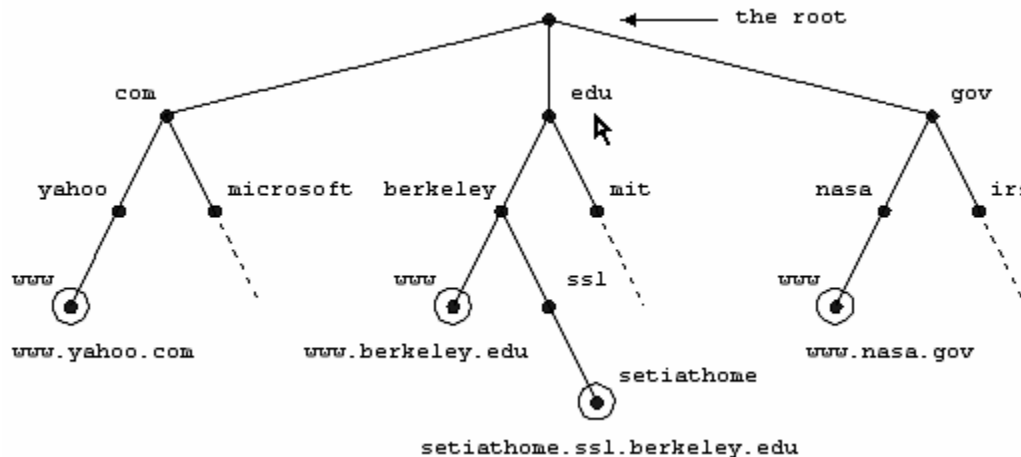 the root
com
edu
gov
yahoo
microsoft
berkeley
mit
nasa
irs
www
www
ssl
www
www.yahoo.com
www.berkeley.edu
www.nasa.gov
setiathome
setiathome.ssl.berkeley.edu